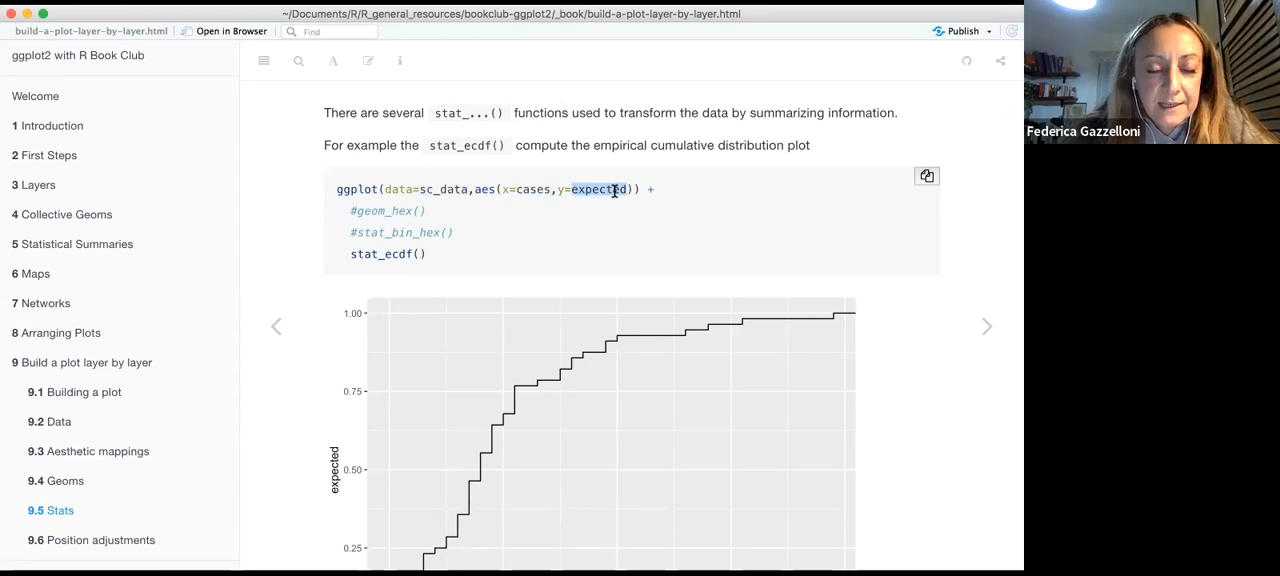 ~/Documents/R/R_general_resources/bookclub-ggplot2/_book/build-a-plot-layer-by-layer.html
build-a-plot-layer-by-layer.html
Open in Browser
Find
Publish
ggplot2 with R Book Club
Welcome
1 Introduction
2 First Steps
3 Layers
4 Collective Geoms
5 Statistical Summaries
6 Maps
7 Networks
8 Arranging Plots
9 Build a plot layer by layer
9.1 Building a plot
9.2 Data
9.3 Aesthetic mappings
9.4 Geoms
9.5 Stats
9.6 Position adjustments
A
i
There are several stat_...() functions used to transform the data by summarizing information.
For example the stat_ecdf() compute the empirical cumulative distribution plot
ggplot(data=sc_data,aes(x=cases,y=expected)) +
#geom_hex()
#stat_bin_hex()
stat_ecdf()
1.00
0.75
0.50
0.25
expected
Federica Gazzelloni